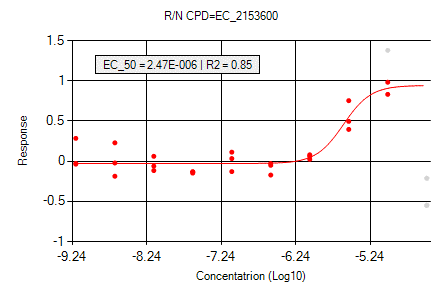 R/N CPD=EC_2153600
EC_50 = 2.47E-006 | R2 = 0.85
Response
1.5
1
0.5
0
-0.5
-1
-9.24 -8.24 -7.24 -6.24 -5.24
Concentatrion (Log10)